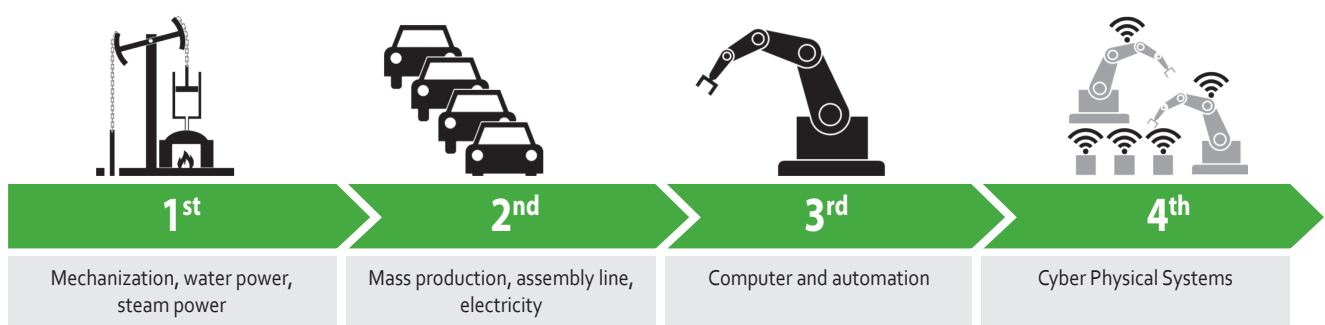 1st
2nd
3rd
4th
Mechanization, water power,
steam power
Mass production, assembly line,
electricity
Computer and automation
Cyber Physical Systems